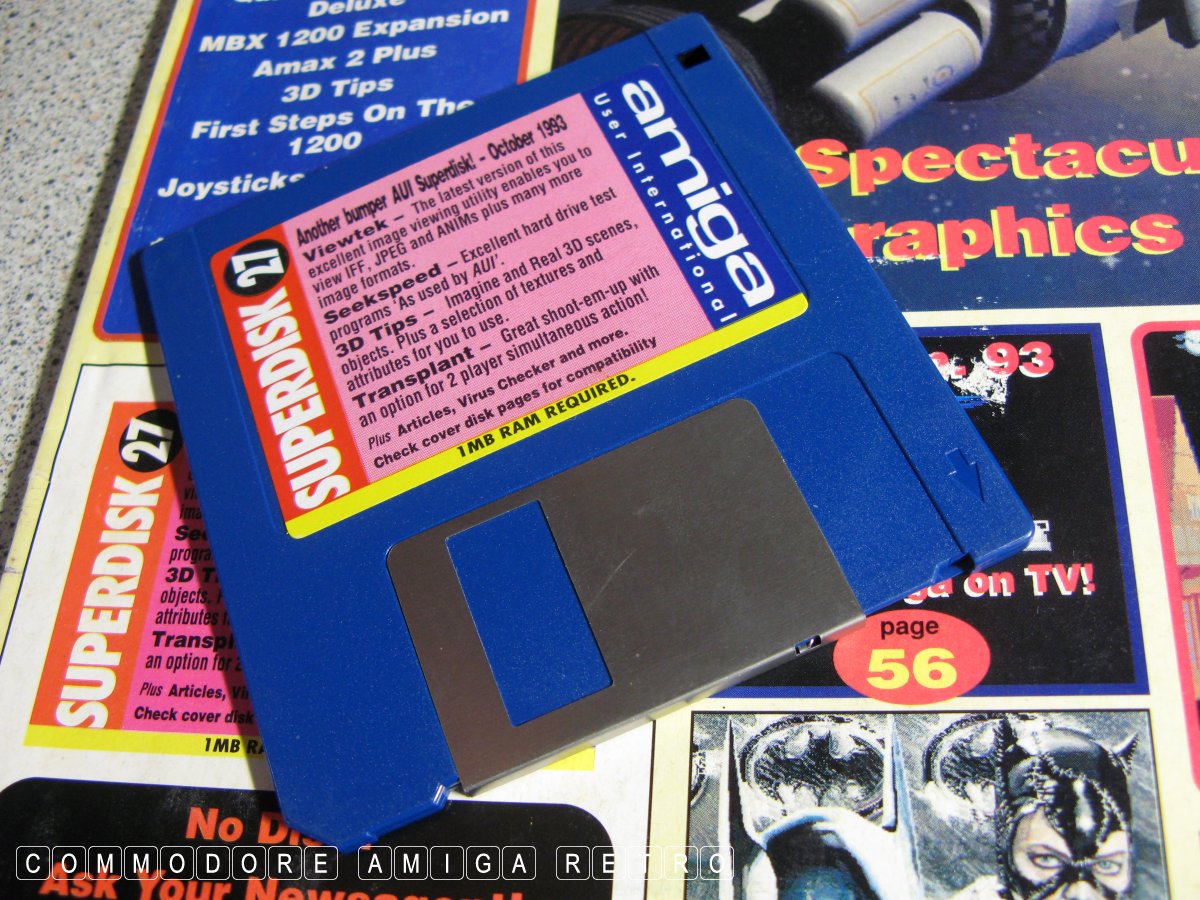 Deluxe
MBX 1200 Expansion
Amax 2 Plus
3D Tips
First Steps On The
1200
Joysticks
Spectacu
raphics
93
ga on TV!
page
56
amiga
User International
SUPERDISK 27
Another bumper AUI Superdisk! - October 1993
Viewtek – The latest version of this
excellent image viewing utility enables you to
view IFF, JPEG and ANIMs plus many more
image formats.
Seekspeed – Excellent hard drive test
programs 'As used by AUI'.
3D Tips – Imagine and Real 3D scenes,
objects. Plus a selection of textures and
attributes for you to use.
Transplant – Great shoot-em-up with
an option for 2 player simultaneous action!
Plus Articles, Virus Checker and more.
Check cover disk pages for compatibility
1MB RAM REQUIRED.
SUPERDISK 27
Se
progra
3D T
objects.
attributes f
Transpl
an option for 2
Plus Articles, Vi
Check cover disk
1MB RA
No Di
Ask Your Newsagent!
COMMODORE AMIGA RETRO